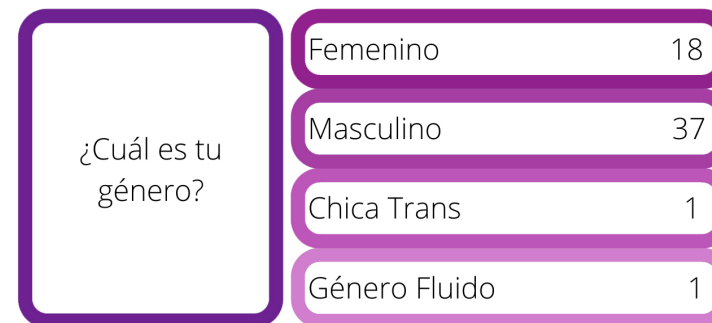 ¿Cuál es tu
género?
Femenino 18
Masculino 37
Chica Trans 1
Género Fluido 1